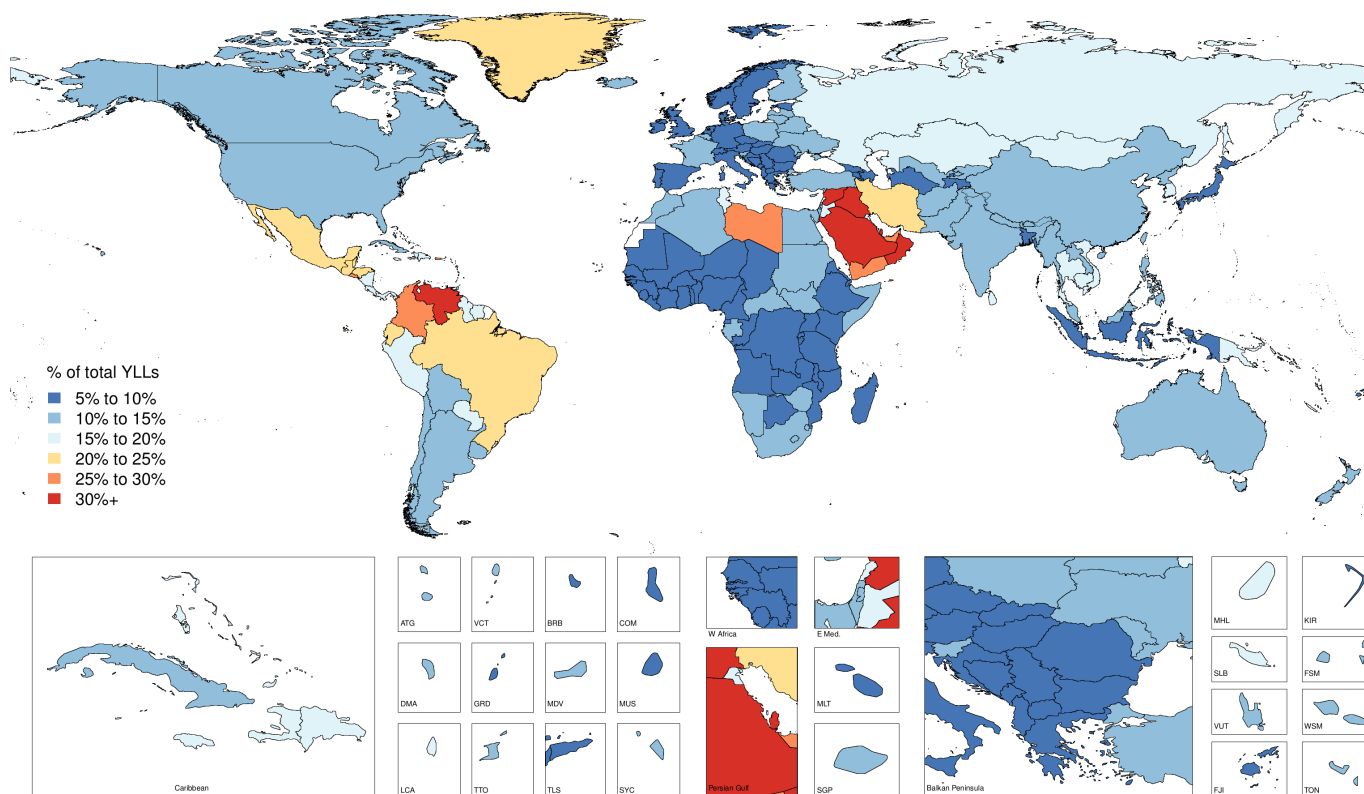 % of total YLLs
5% to 10%
10% to 15%
15% to 20%
20% to 25%
25% to 30%
30%+
Caribbean
ATG
VCT
BRB
COM
DMA
GRD
MDV
MUS
LCA
TTO
TLS
SYC
W Africa
E Med.
Persian Gulf
MLT
SGP
Balkan Peninsula
MHL
KIR
SLB
FSM
VUT
WSM
FJI
TON